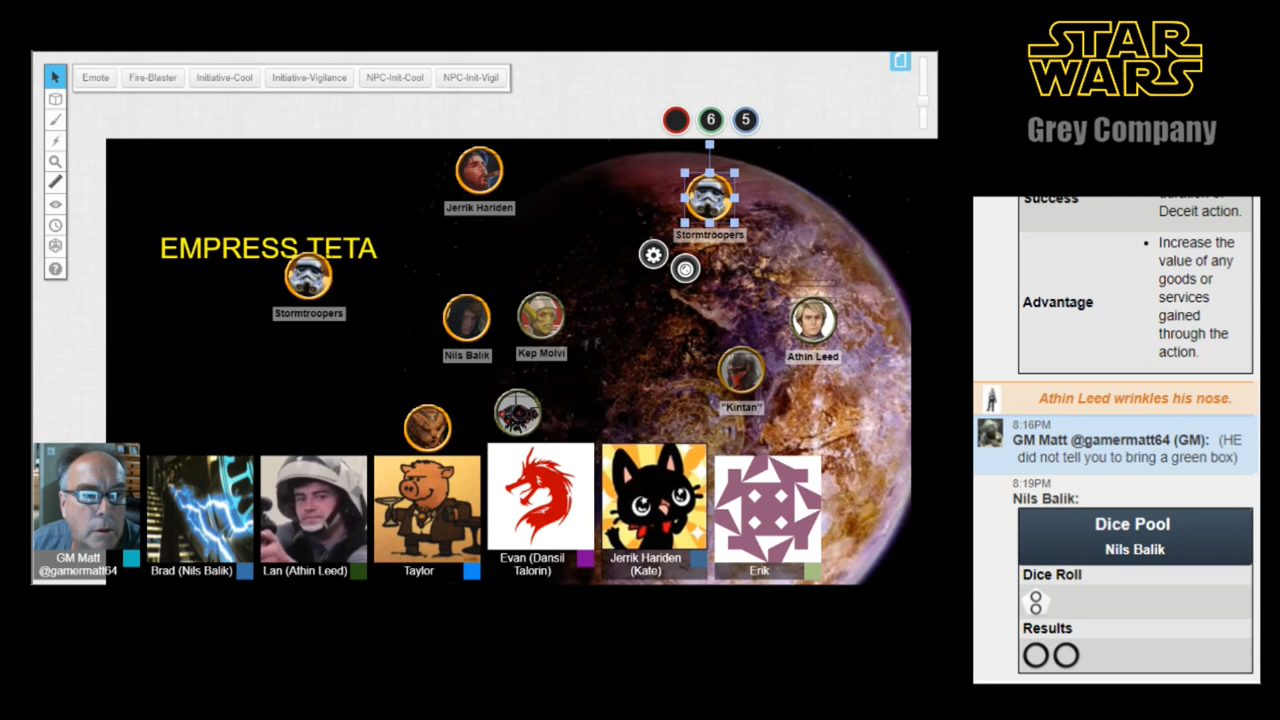 STAR
WARS
Grey Company
Emote
Fire-Blaster
Initiative-Cool
Initiative-Vigilance
NPC-Init-Cool
NPC-Init-Vigil
6
5
Jerrik Hariden
Stormtroopers
EMPRESS TETA
Stormtroopers
Nils Balik
Kep Molvi
Athin Leed
"Kintan"
GM Matt
@gamermatt64
Brad (Nils Balik)
Lan (Athin Leed)
Taylor
Evan (Dansil
Talorin)
Jerrik Hariden
(Kate)
Erik
Success
Deceit action.
Advantage
• Increase the
value of any
goods or
services
gained
through the
action.
Athin Leed wrinkles his nose.
8:16PM
GM Matt @gamermatt64 (GM): (HE
did not tell you to bring a green box)
8:19PM
Nils Balik:
Dice Pool
Nils Balik
Dice Roll
Results